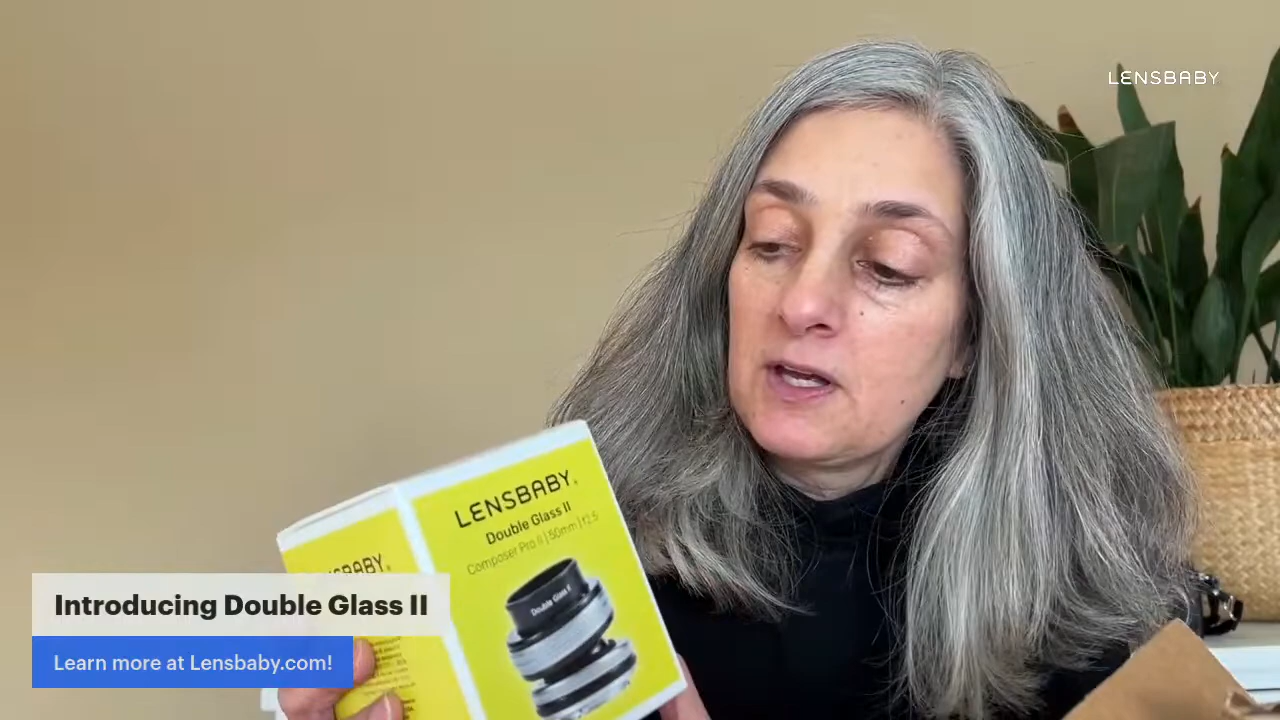 LENSBABY
LENSBABY
Double Glass II
Composer Pro II | 50mm | f2.5
Double Glass II
Introducing Double Glass II
Learn more at Lensbaby.com!